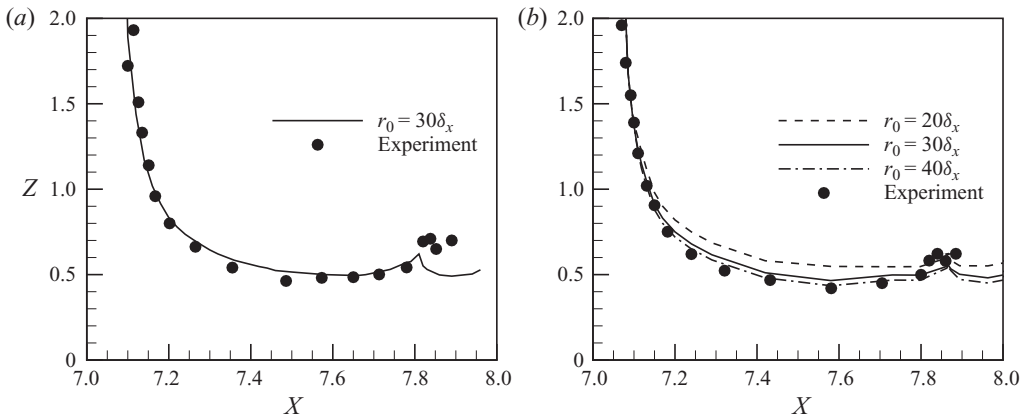 (a)
2.0
1.5
1.0
0.5
0
Z
r0 = 30δx
Experiment
7.0 7.2 7.4 7.6 7.8 8.0
X
(b)
2.0
1.5
1.0
0.5
0
r0 = 20δx
r0 = 30δx
r0 = 40δx
Experiment
7.0 7.2 7.4 7.6 7.8 8.0
X